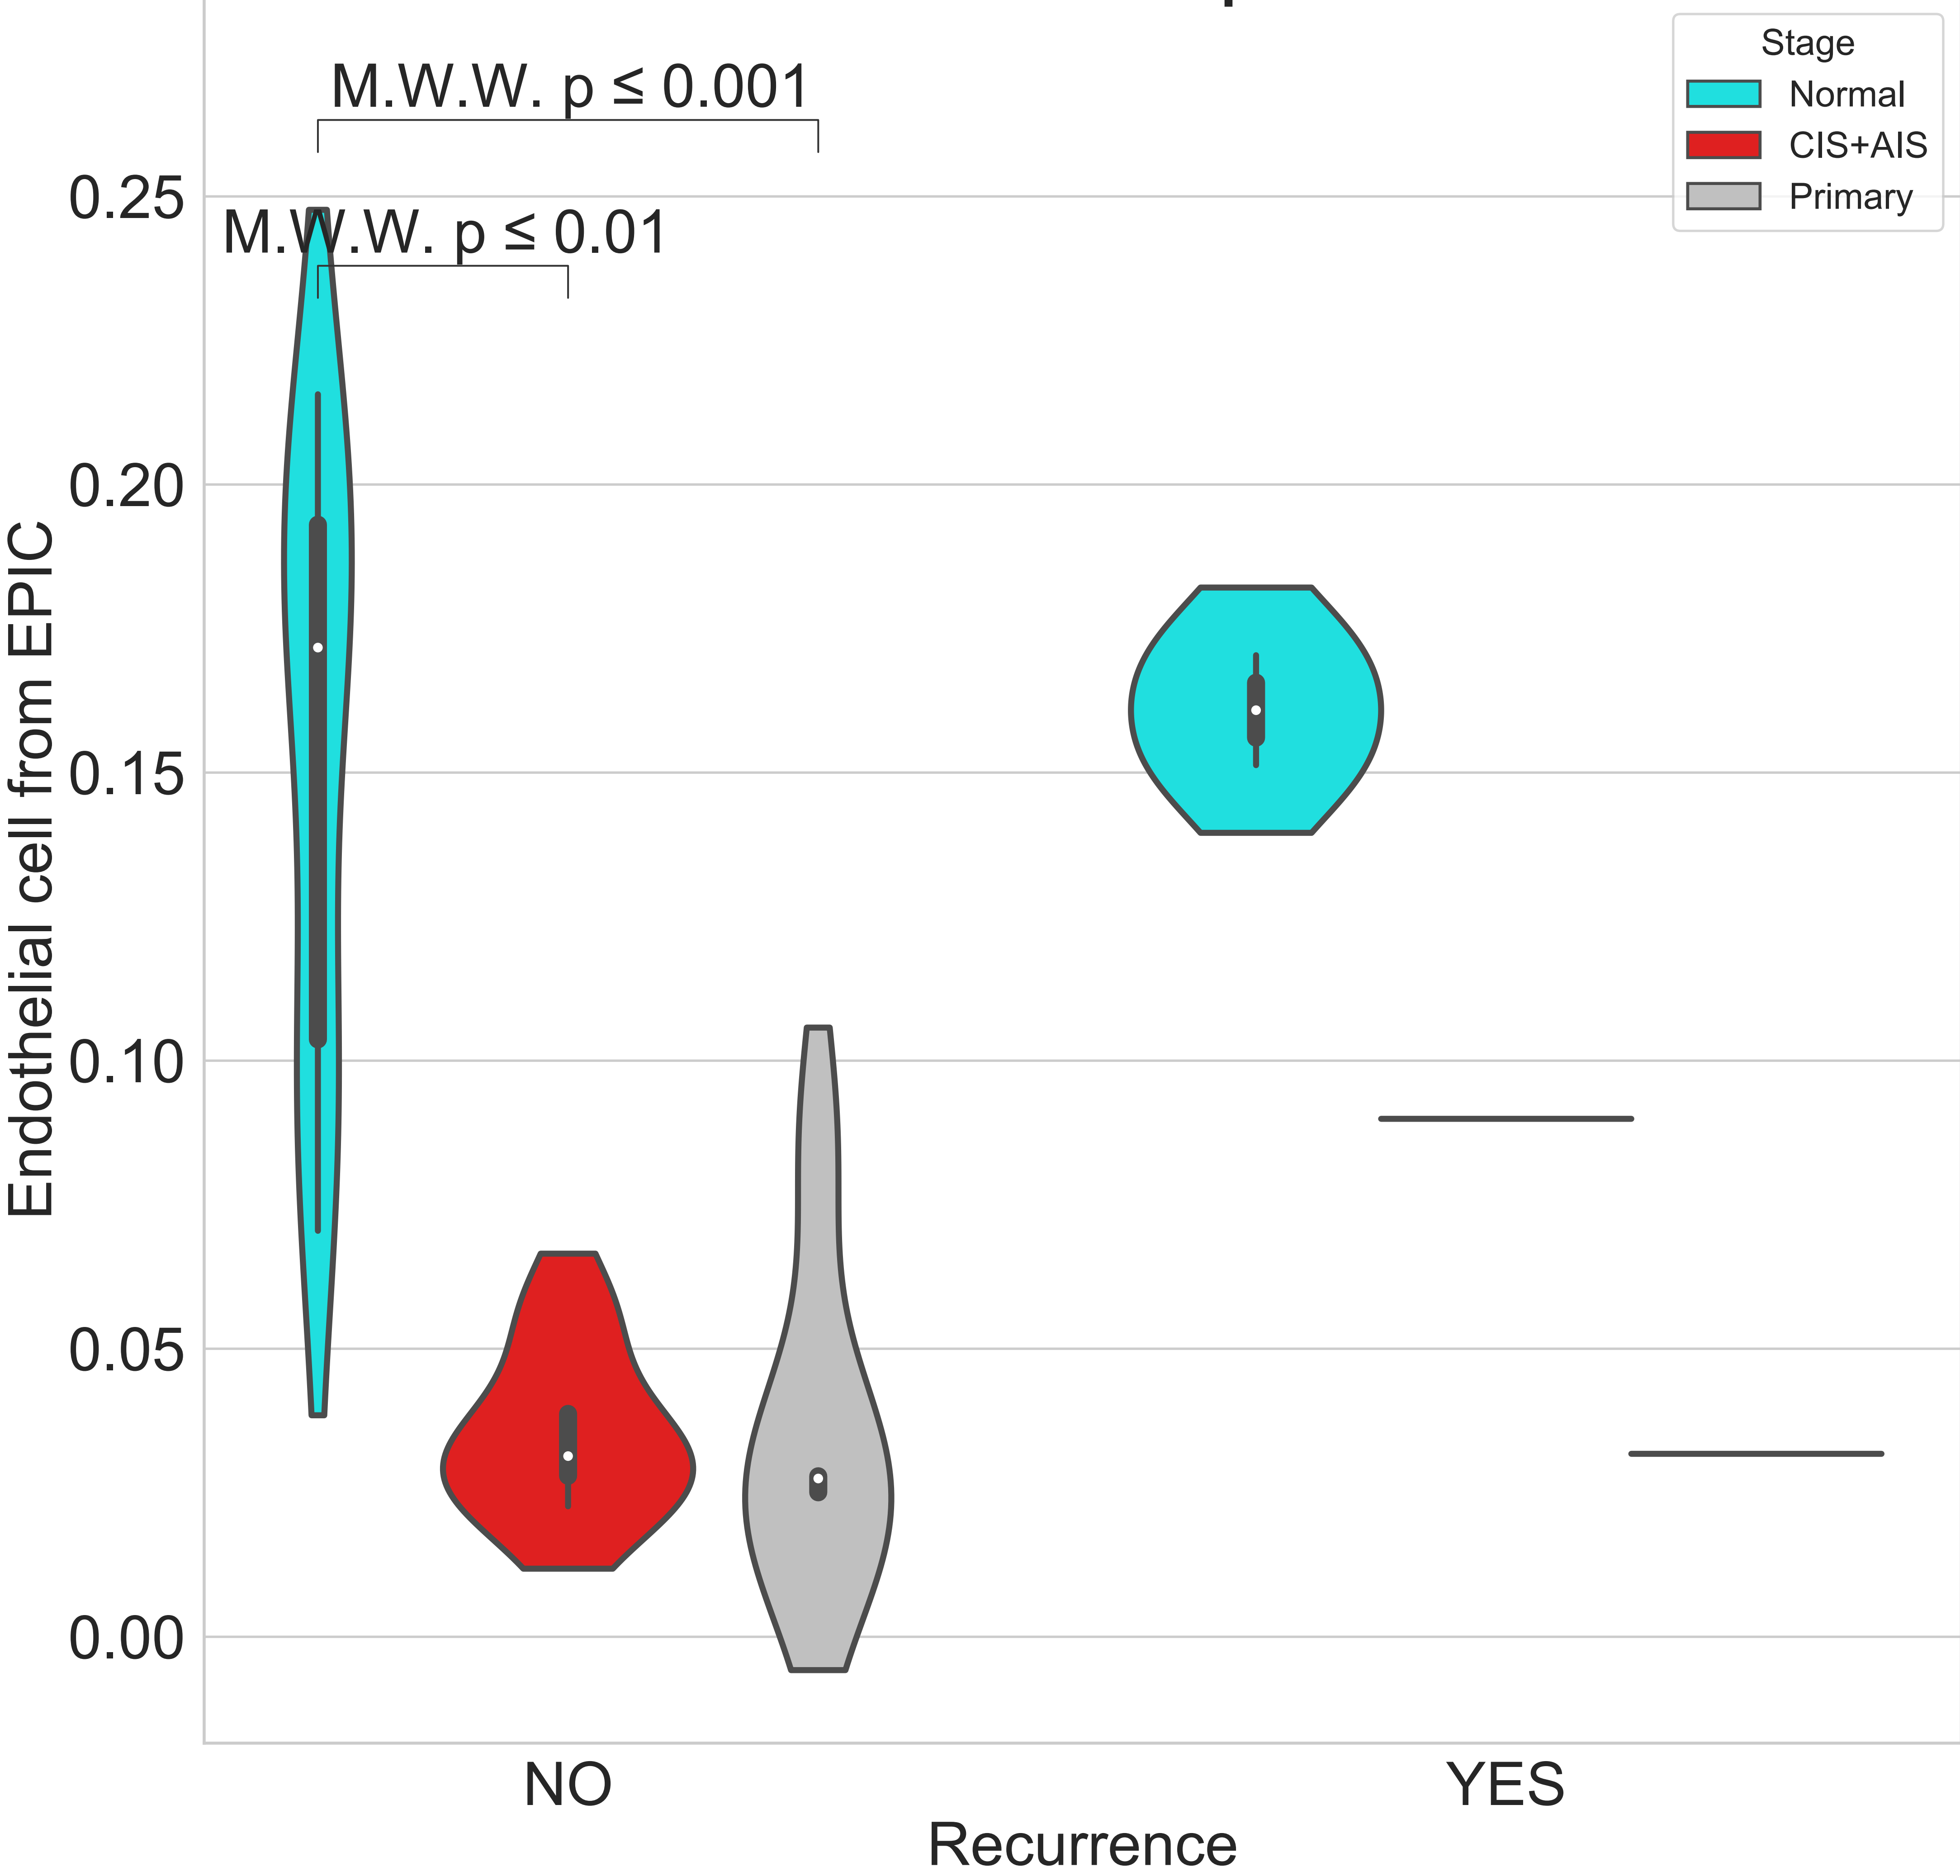 Stage
Normal
CIS+AIS
Primary
M.W.W. p ≤ 0.001
M.W.W. p ≤ 0.01
0.25
0.20
0.15
0.10
0.05
0.00
Endothelial cell from EPIC
NO
YES
Recurrence